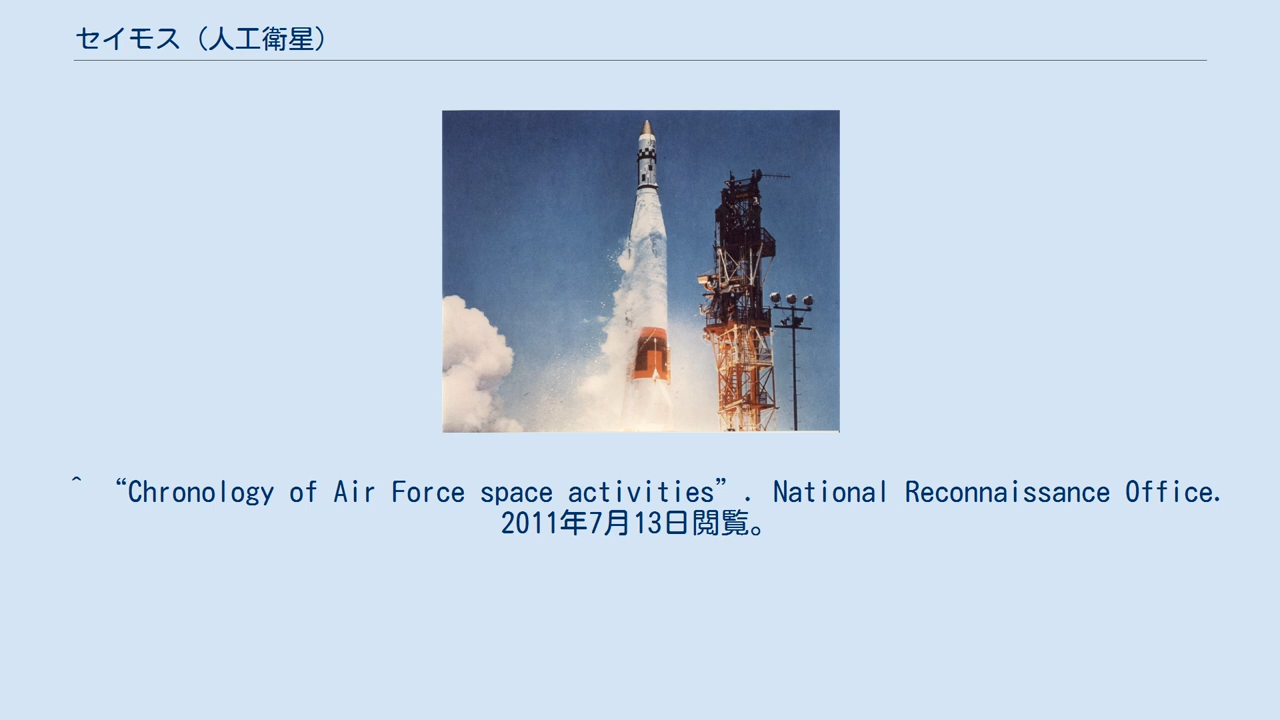 セイモス（人工衛星）
^ “Chronology of Air Force space activities”. National Reconnaissance Office.
2011年7月13日閲覧。